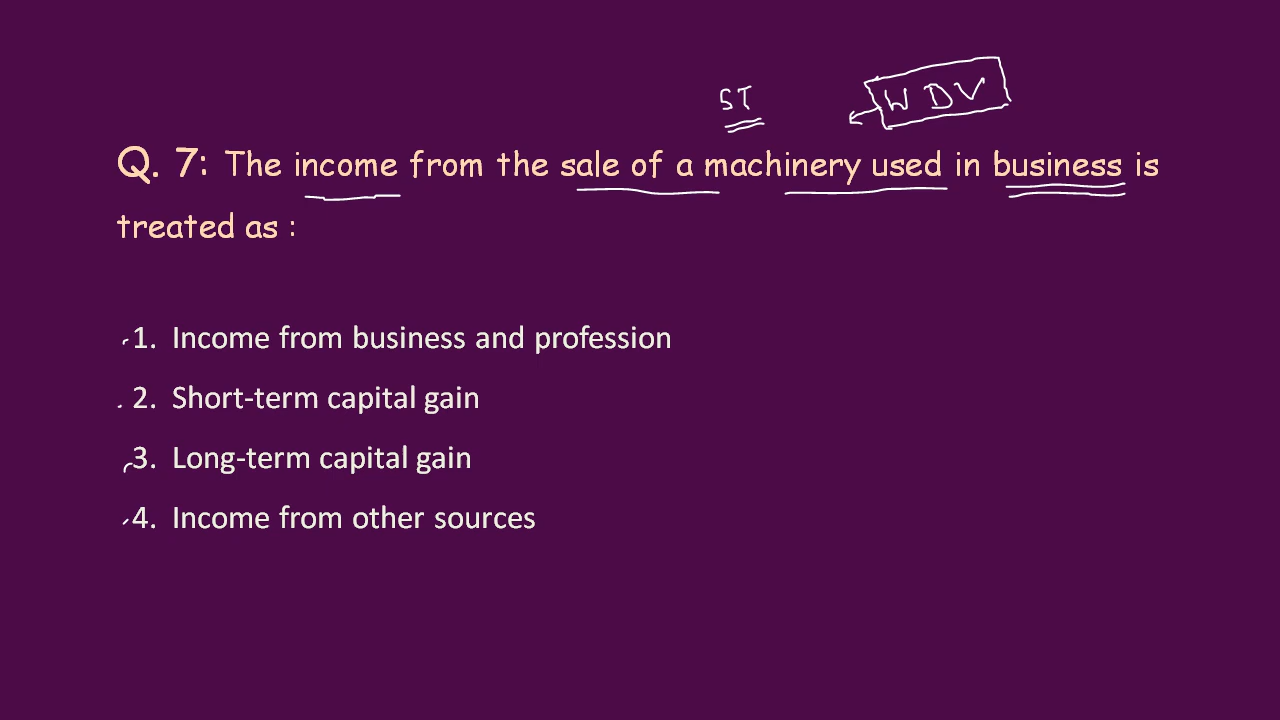 ST WDV
Q. 7: The income from the sale of a machinery used in business is
treated as :
1. Income from business and profession
2. Short-term capital gain
3. Long-term capital gain
4. Income from other sources